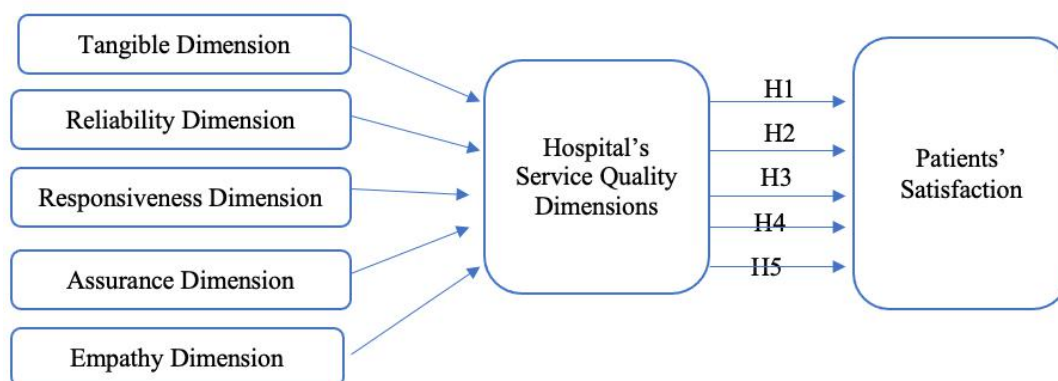 Tangible Dimension
Reliability Dimension
Responsiveness Dimension
Assurance Dimension
Empathy Dimension
Hospital’s
Service Quality
Dimensions
H1
H2
H3
H4
H5
Patients’
Satisfaction